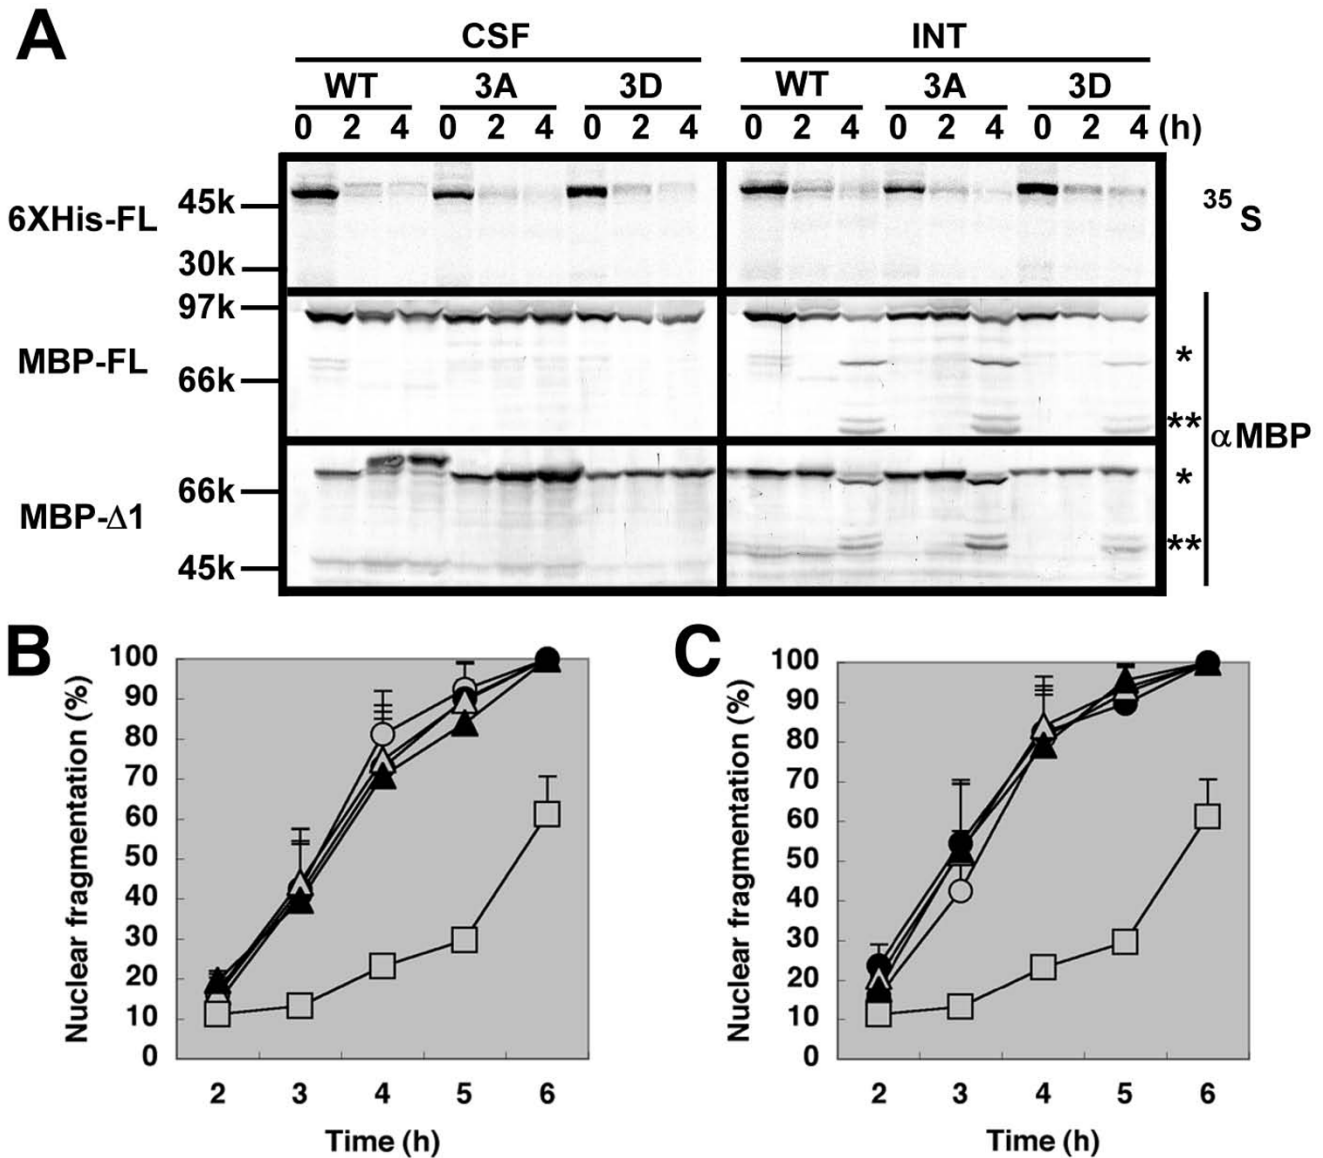 A
CSF INT
WT 3A 3D WT 3A 3D
0 2 4 0 2 4 0 2 4 0 2 4 0 2 4 0 2 4 (h)
6XHis-FL 45k 30k 35 S
MBP-FL 97k 66k * **
αMBP
MBP-Δ1 66k 45k * **
B
Nuclear fragmentation (%)
100
90
80
70
60
50
40
30
20
10
0
2 3 4 5 6
Time (h)
C
Nuclear fragmentation (%)
100
90
80
70
60
50
40
30
20
10
0
2 3 4 5 6
Time (h)